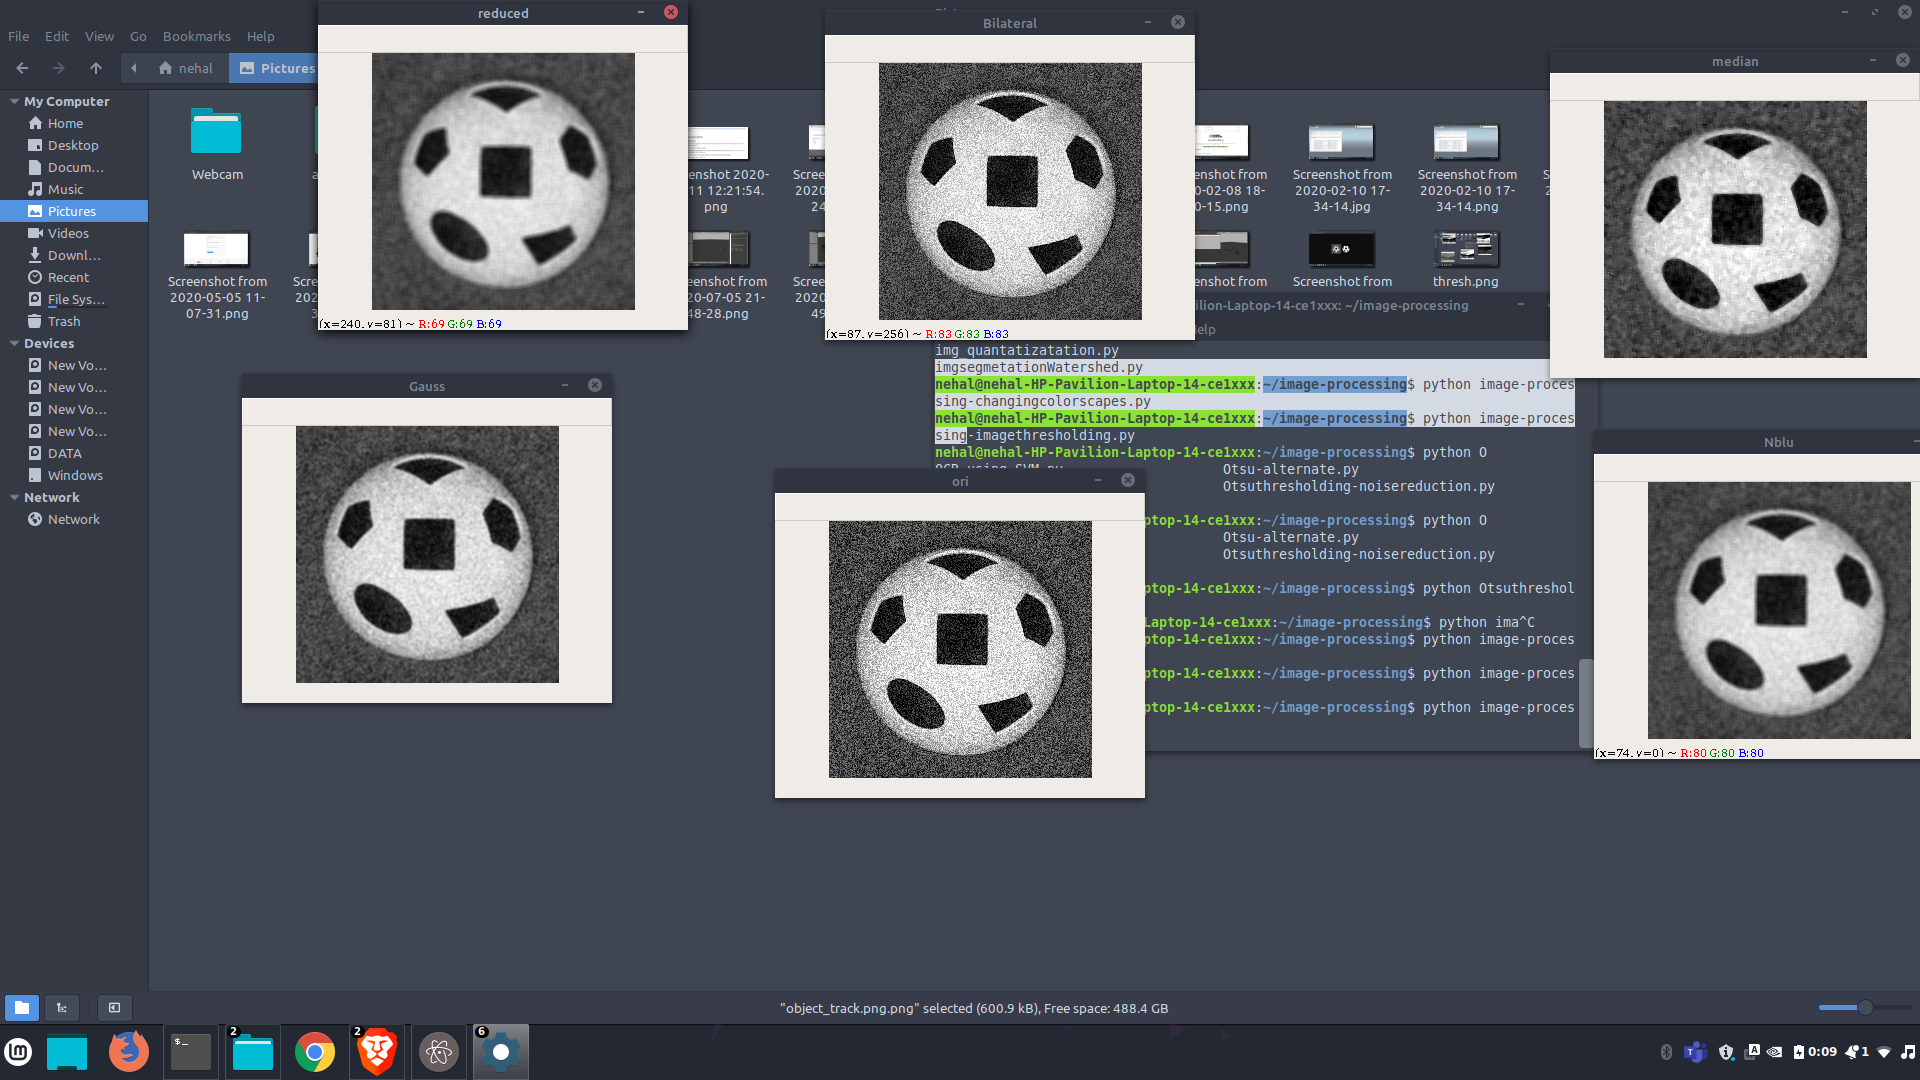 reduced
Bilateral
File Edit View Go Bookmarks Help
median
nehal
Pictures
My Computer
Home
Desktop
Docum...
Music
Pictures
Videos
Downl...
Recent
File Sys...
Trash
Devices
New Vo...
New Vo...
New Vo...
New Vo...
DATA
Windows
Network
Network
Webcam
enshot 2020-
11 12:21:54.
png
Screen
2020-
24
enshot from
0-02-08 18-
0-15.png
Screenshot from
2020-02-10 17-
34-14.jpg
Screenshot from
2020-02-10 17-
34-14.png
Screenshot from
2020-05-05 11-
07-31.png
enshot from
20-07-05 21-
48-28.png
Screen
2020-
49
enshot from
Screenshot from
thresh.png
(x=240, y=81) ~ R:69 G:69 B:69
(x=87, y=256) ~ R:83 G:83 B:83
ilion-Laptop-14-ce1xxx: ~/image-processing
elp
img_quantatizatation.py
imgsegmetationWatershed.py
nehal@nehal-HP-Pavilion-Laptop-14-ce1xxx:~/image-processing$ python image-proces
sing-changingcolorscapes.py
nehal@nehal-HP-Pavilion-Laptop-14-ce1xxx:~/image-processing$ python image-proces
sing-imagethresholding.py
nehal@nehal-HP-Pavilion-Laptop-14-ce1xxx:~/image-processing$ python O
Otsu-alternate.py
Otsuthresholding-noisereduction.py
ptop-14-ce1xxx:~/image-processing$ python O
Otsu-alternate.py
Otsuthresholding-noisereduction.py
ptop-14-ce1xxx:~/image-processing$ python Otsuthreshol
Laptop-14-ce1xxx:~/image-processing$ python ima^C
ptop-14-ce1xxx:~/image-processing$ python image-proces
ptop-14-ce1xxx:~/image-processing$ python image-proces
ptop-14-ce1xxx:~/image-processing$ python image-proces
Gauss
ori
Nblu
(x=74, y=0) ~ R:80 G:80 B:80
"object_track.png.png" selected (600.9 kB), Free space: 488.4 GB
2
2
6
0:09
1